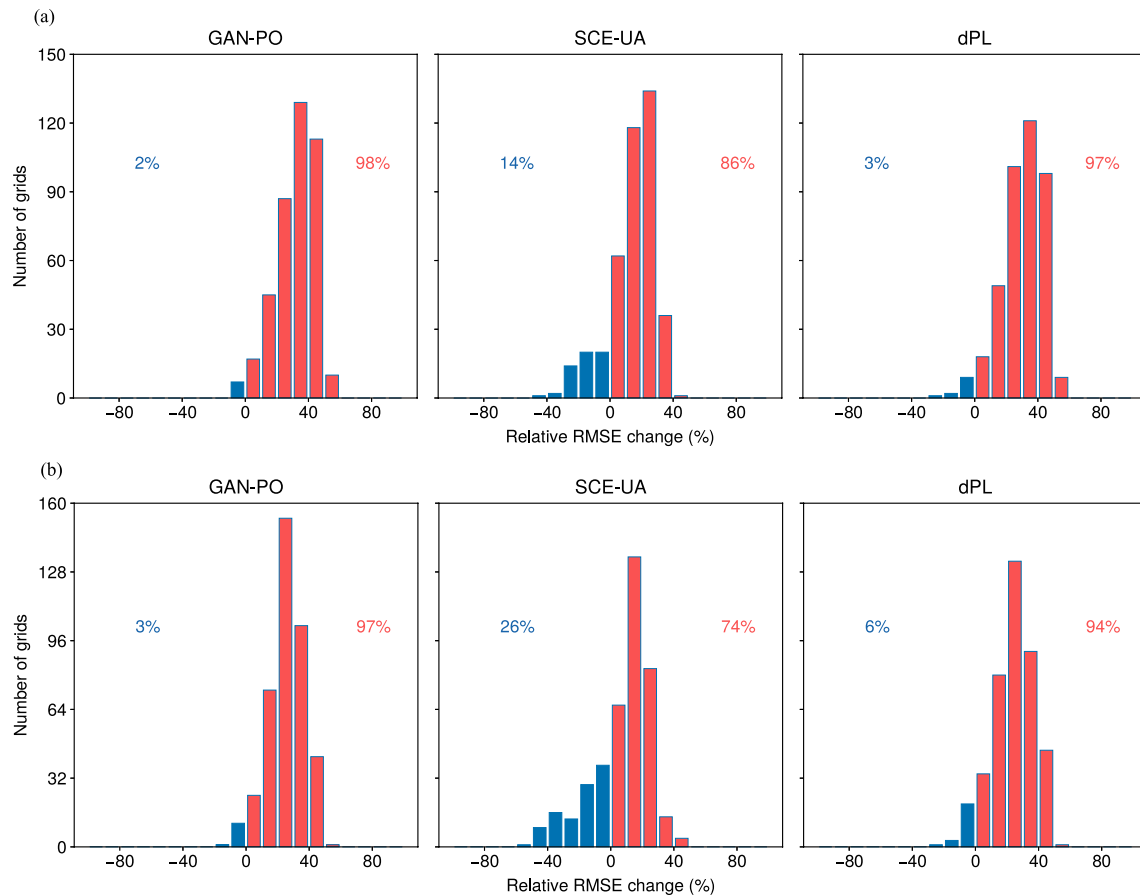 (a)
GAN-PO SCE-UA dPL
150
120
90
60
30
0
Number of grids
2% 98% 14% 86% 3% 97%
-80 -40 0 40 80 -80 -40 0 40 80 -80 -40 0 40 80
Relative RMSE change (%)
(b)
GAN-PO SCE-UA dPL
160
128
96
64
32
0
Number of grids
3% 97% 26% 74% 6% 94%
-80 -40 0 40 80 -80 -40 0 40 80 -80 -40 0 40 80
Relative RMSE change (%)